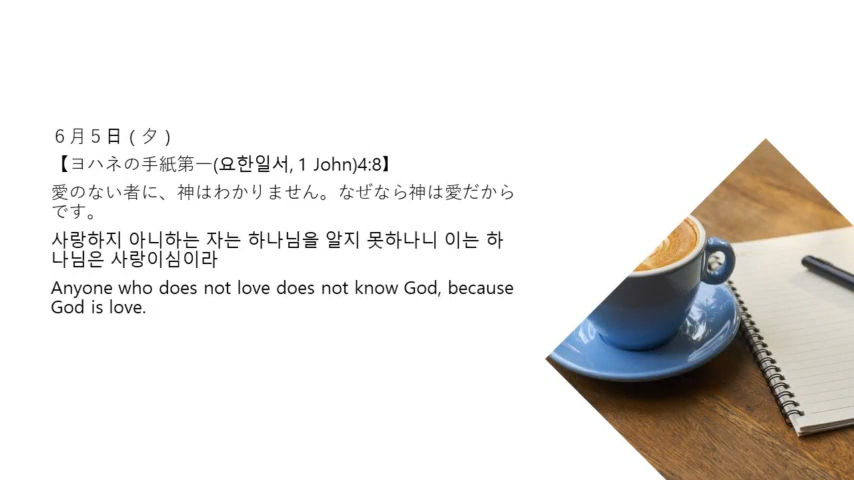 ６月５日（夕）
【ヨハネの手紙第一(요한일서, 1 John)4:8】
愛のない者に、神はわかりません。なぜなら神は愛だから
です。
사랑하지 아니하는 자는 하나님을 알지 못하나니 이는 하
나님은 사랑이심이라
Anyone who does not love does not know God, because
God is love.